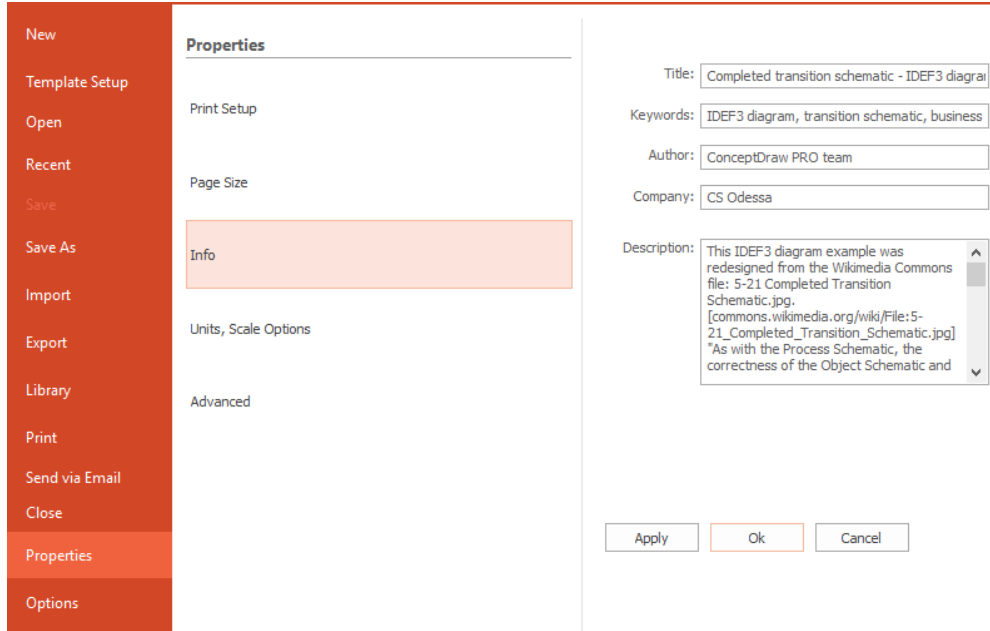 New
Template Setup
Open
Recent
Save
Save As
Import
Export
Library
Print
Send via Email
Close
Properties
Options
Properties
Print Setup
Page Size
Info
Units, Scale Options
Advanced
Title: Completed transition schematic - IDEF3
Keywords: IDEF3 diagram, transition schematic, business
Author: ConceptDraw PRO team
Company: CS Odessa
Description: This IDEF3 diagram example was
redesigned from the Wikimedia Commons
file: 5-21 Completed Transition
Schematic.jpg.
[commons.wikimedia.org/wiki/File:5-
21_Completed_Transition_Schematic.jpg]
"As with the Process Schematic, the
correctness of the Object Schematic and
Apply Ok Cancel